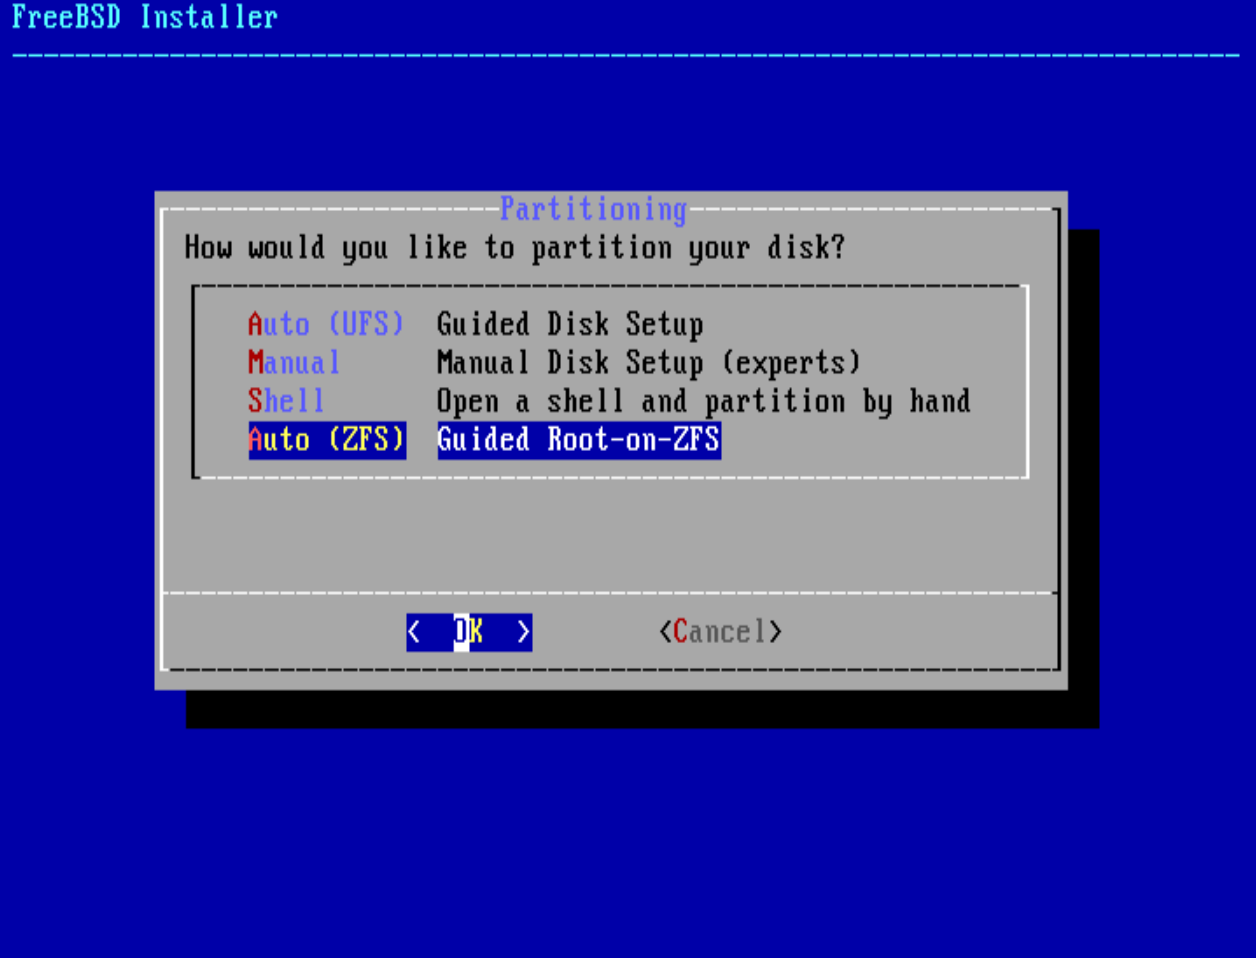 FreeBSD Installer
Partitioning
How would you like to partition your disk?
Auto (UFS) Guided Disk Setup
Manual Manual Disk Setup (experts)
Shell Open a shell and partition by hand
Auto (ZFS) Guided Root-on-ZFS
< OK > <Cancel>